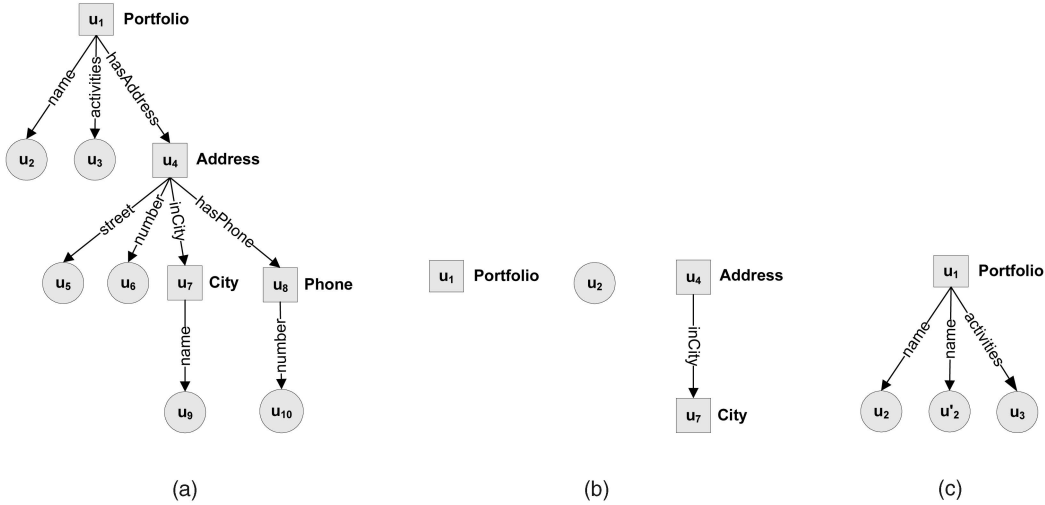 u1 Portfolio
name
activities
hasAddress
u2
u3
u4 Address
street
number
inCity
hasPhone
u5
u6
u7 City
u8 Phone
name
number
u9
u10
(a)
u1 Portfolio
u2
u4 Address
inCity
u7 City
(b)
u1 Portfolio
name
name
activities
u2
u'2
u3
(c)